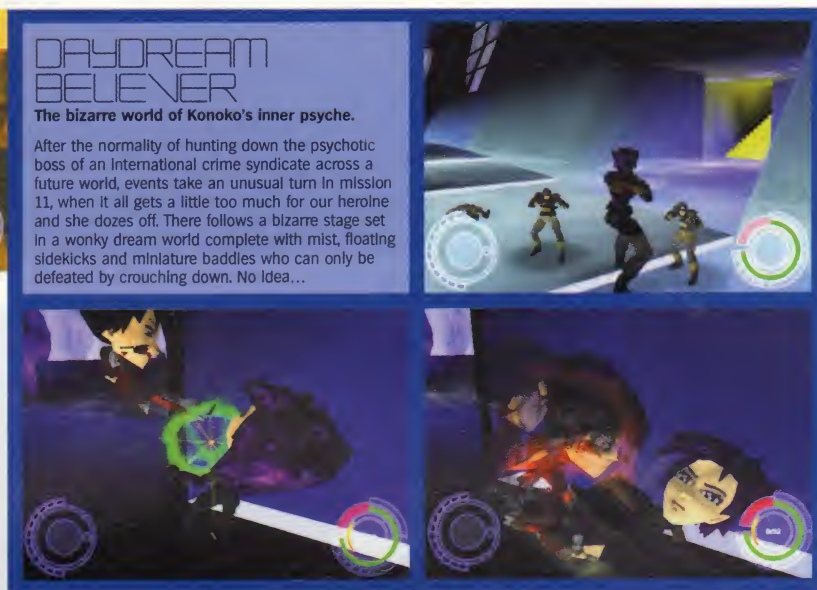 DAYDREAM
BELIEVER
The bizarre world of Konoko's inner psyche.
After the normality of hunting down the psychotic
boss of an international crime syndicate across a
future world, events take an unusual turn in mission
11, when it all gets a little too much for our heroine
and she dozes off. There follows a bizarre stage set
in a wonky dream world complete with mist, floating
sidekicks and miniature baddies who can only be
defeated by crouching down. No idea...